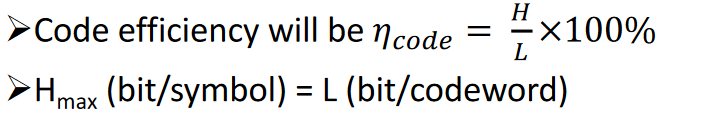 ➢Code efficiency will be η_code = H/L ×100%
➢H_max (bit/symbol) = L (bit/codeword)